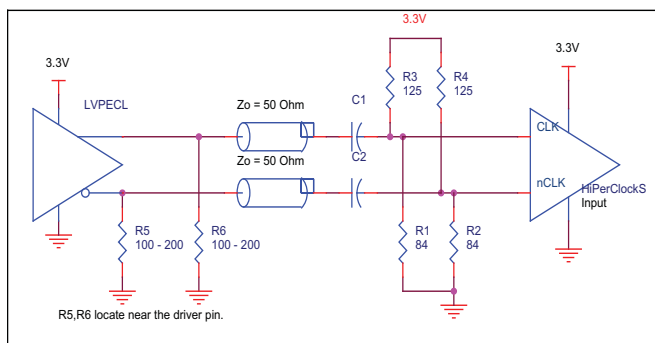 3.3V
3.3V
3.3V
LVPECL
R3
125
R4
125
Zo = 50 Ohm
C1
Zo = 50 Ohm
C2
CLK
nCLK
HiPerClockS
Input
R5
100 - 200
R6
100 - 200
R1
84
R2
84
R5,R6 locate near the driver pin.